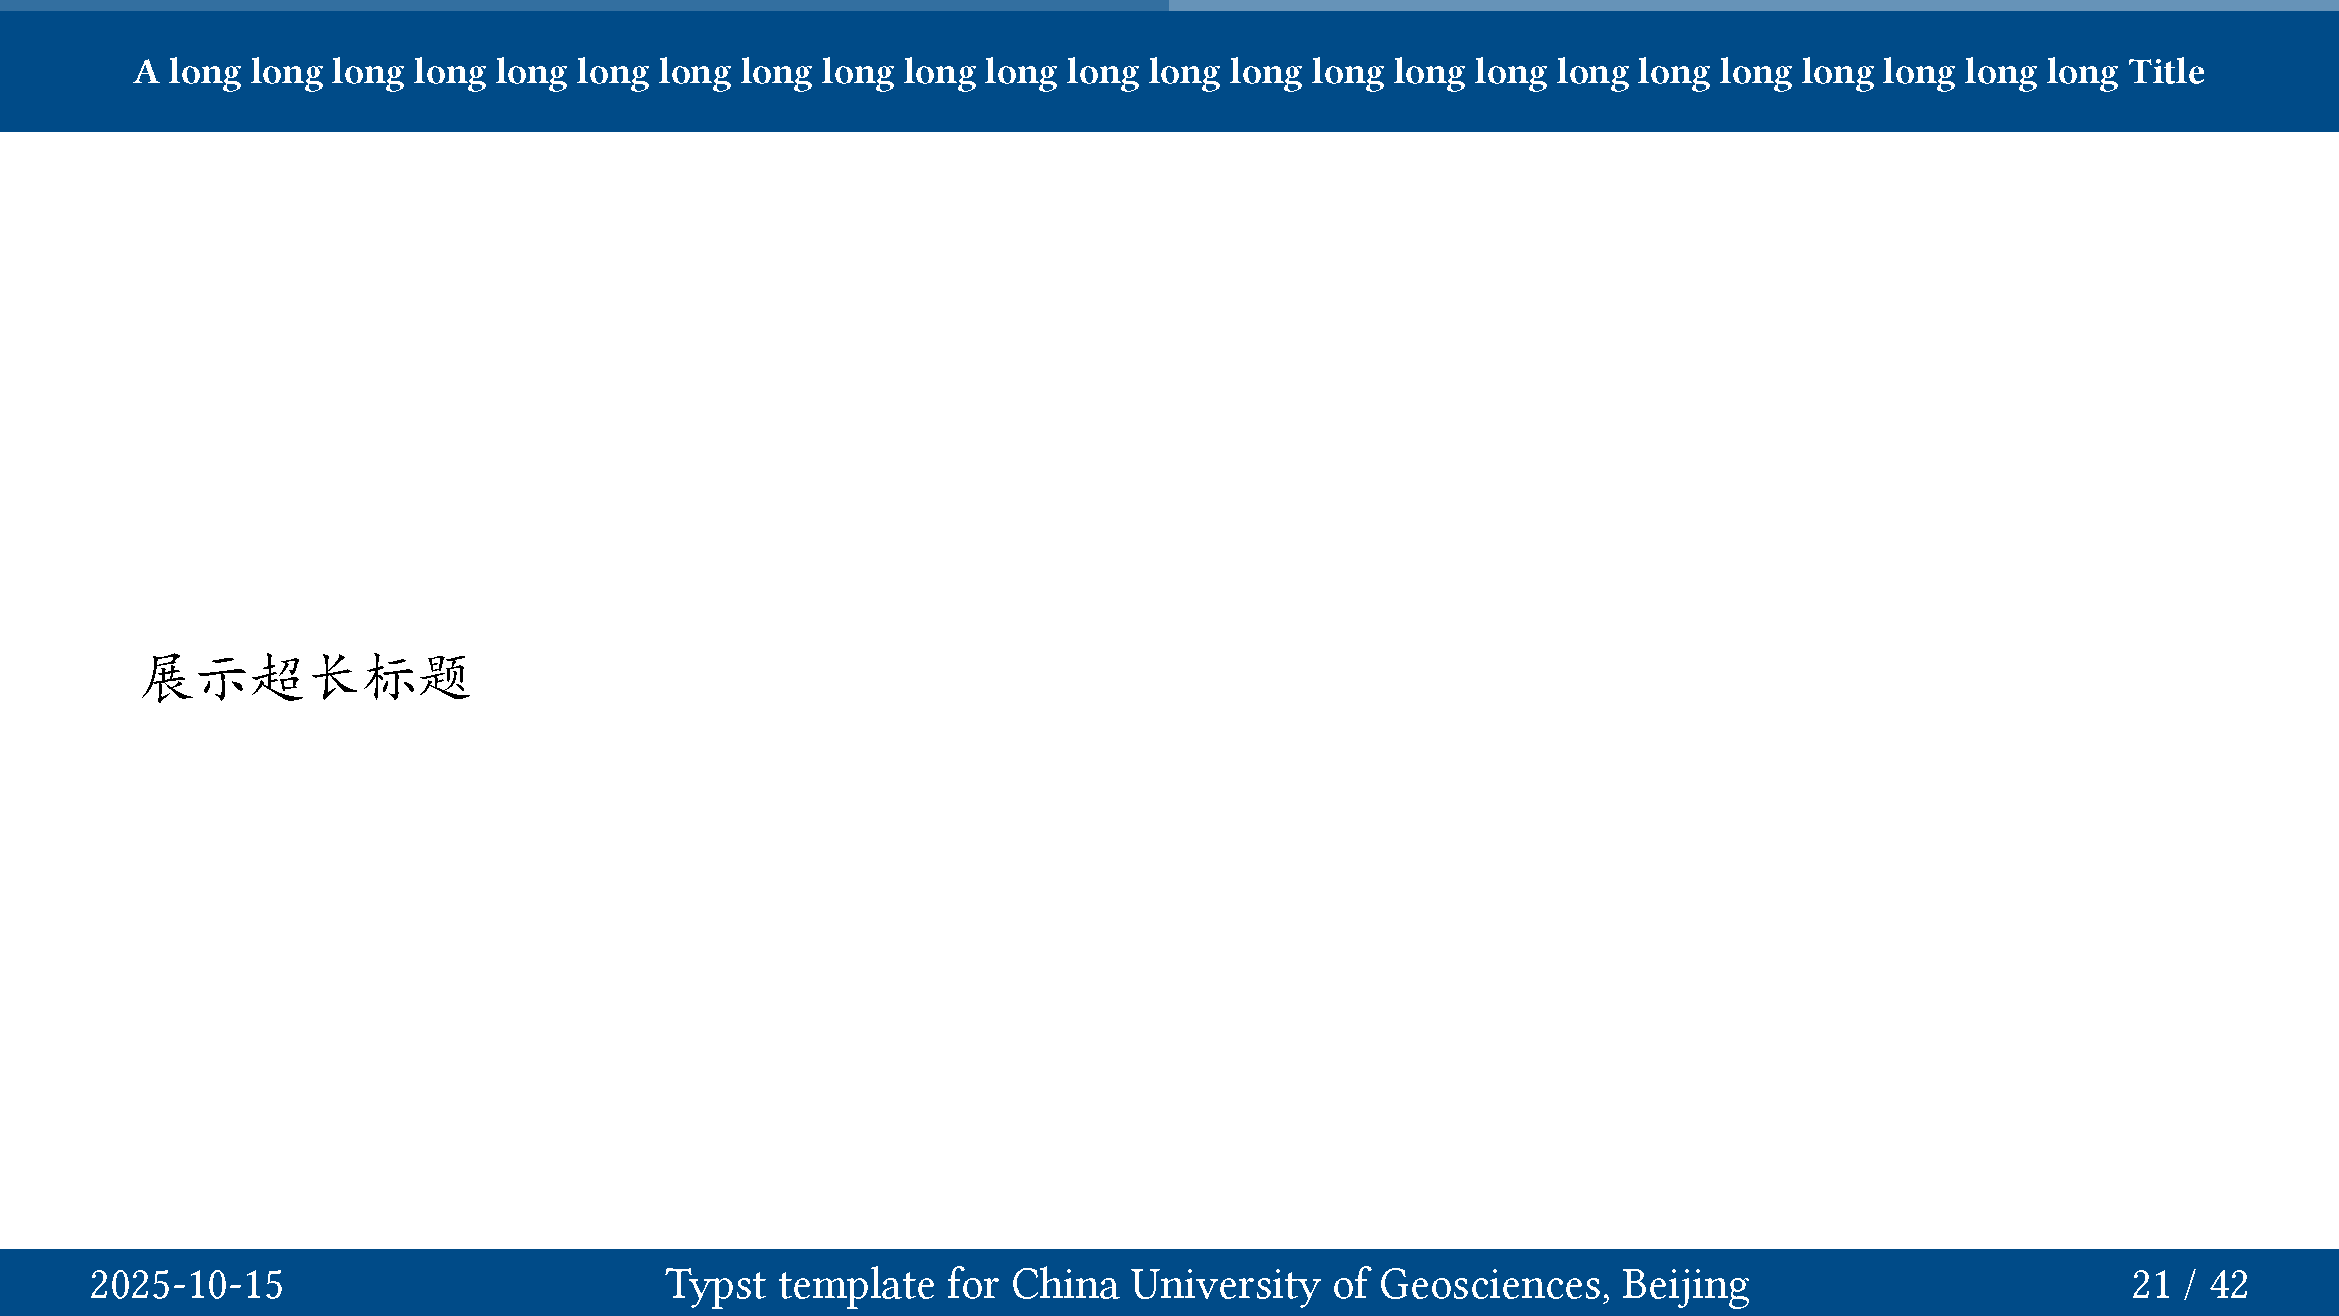 A long long long long long long long long long long long long long long long long long long long long long long long long Title
展示超长标题
2025-10-15 Typst template for China University of Geosciences, Beijing 21 / 42